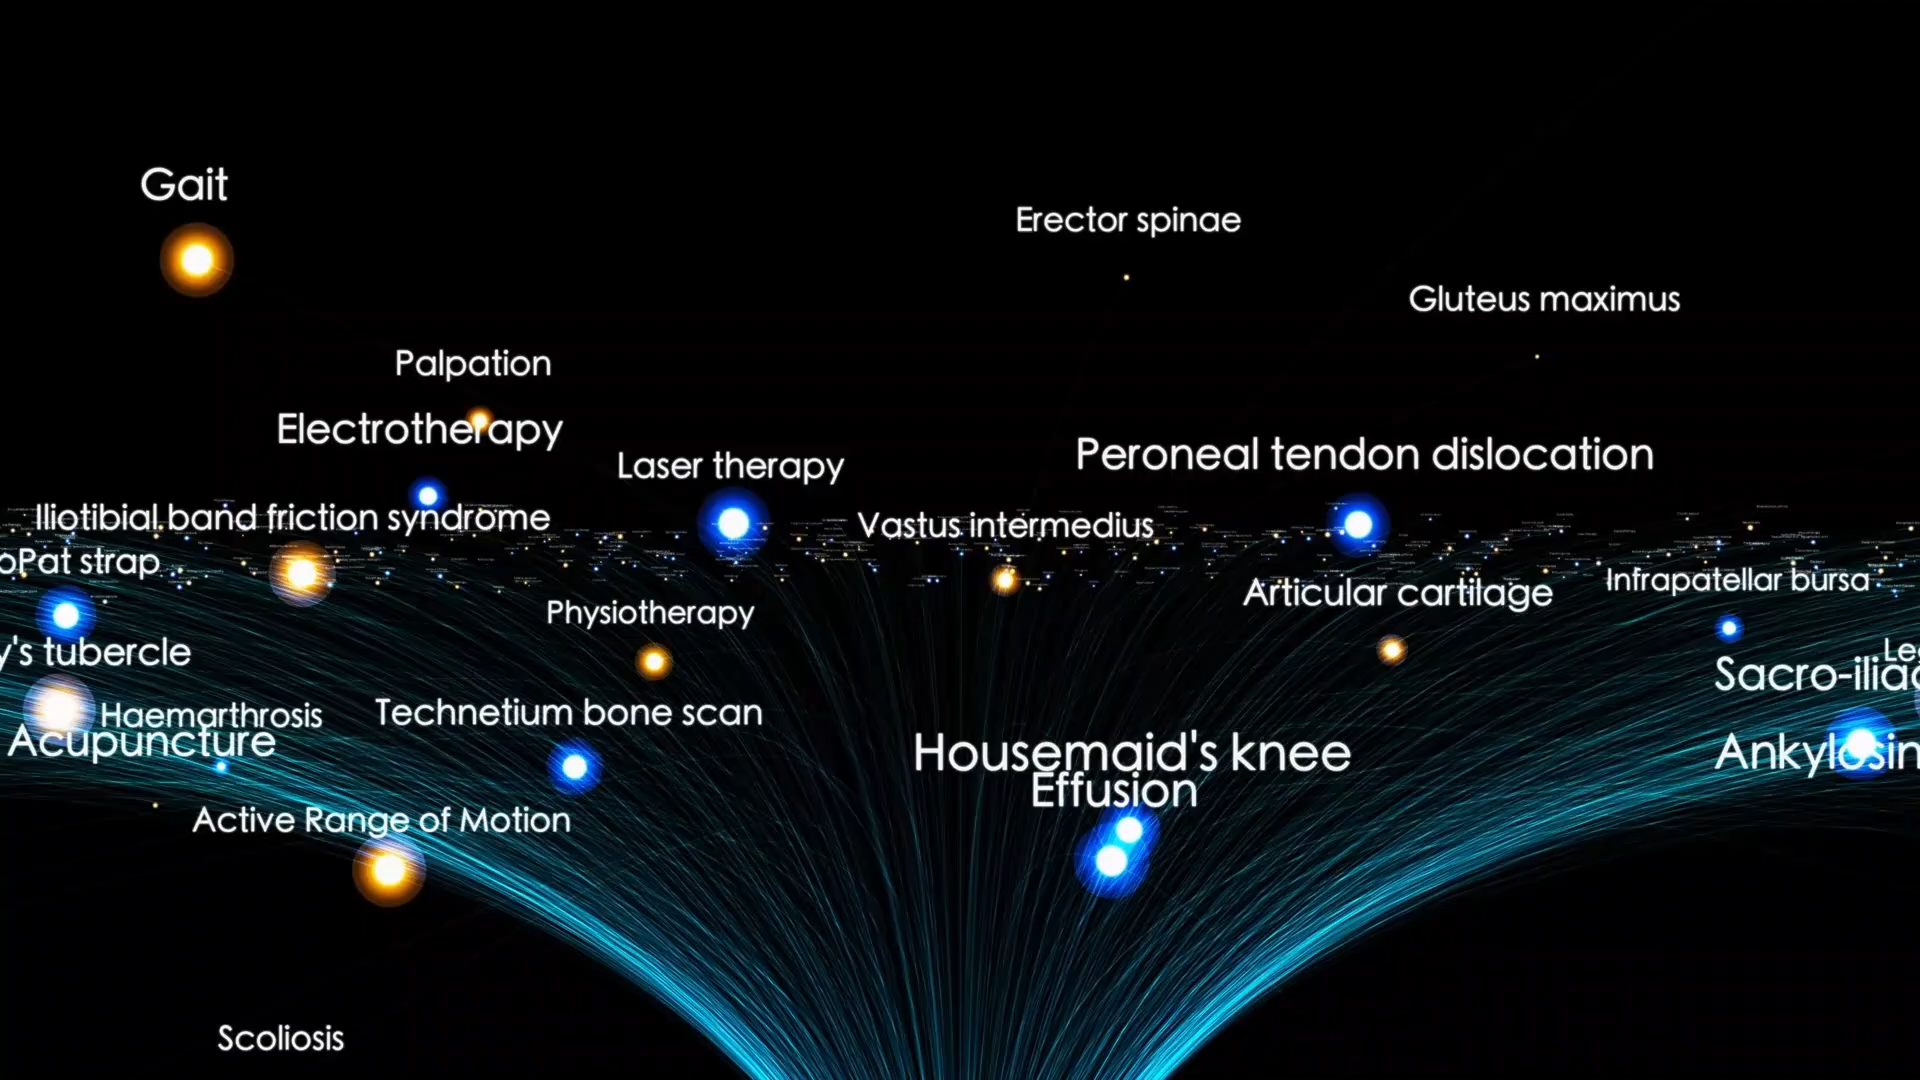 Gait
Erector spinae
Gluteus maximus
Palpation
Electrotherapy
Peroneal tendon dislocation
Laser therapy
Iliotibial band friction syndrome
Vastus intermedius
oPat strap
Infrapatellar bursa
Articular cartilage
Physiotherapy
y's tubercle
Sacro-iliac
Haemarthrosis
Technetium bone scan
Acupuncture
Housemaid's knee
Ankylosin
Effusion
Active Range of Motion
Scoliosis